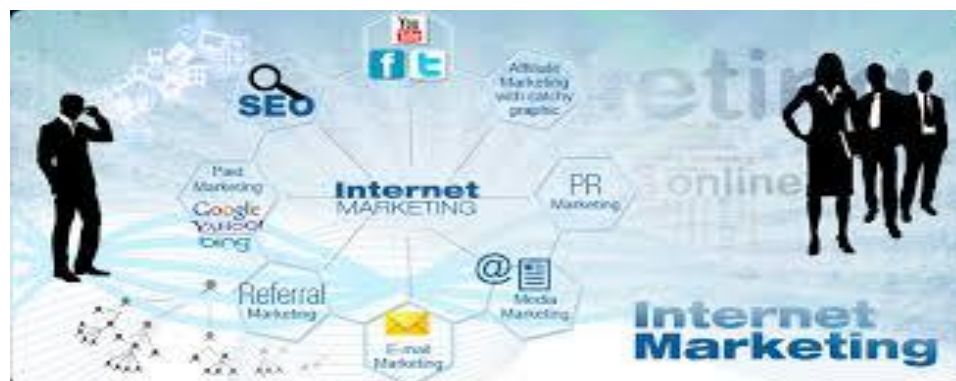 You
Tube
f t
SEO
Affiliate
Marketing
with catchy
graphic
Paid
Marketing
Google
YAHOO!
bing
Internet
MARKETING
PR
Marketing
Referral
Marketing
@
Media
Marketing
E-mail
Marketing
keting
online
Internet
Marketing